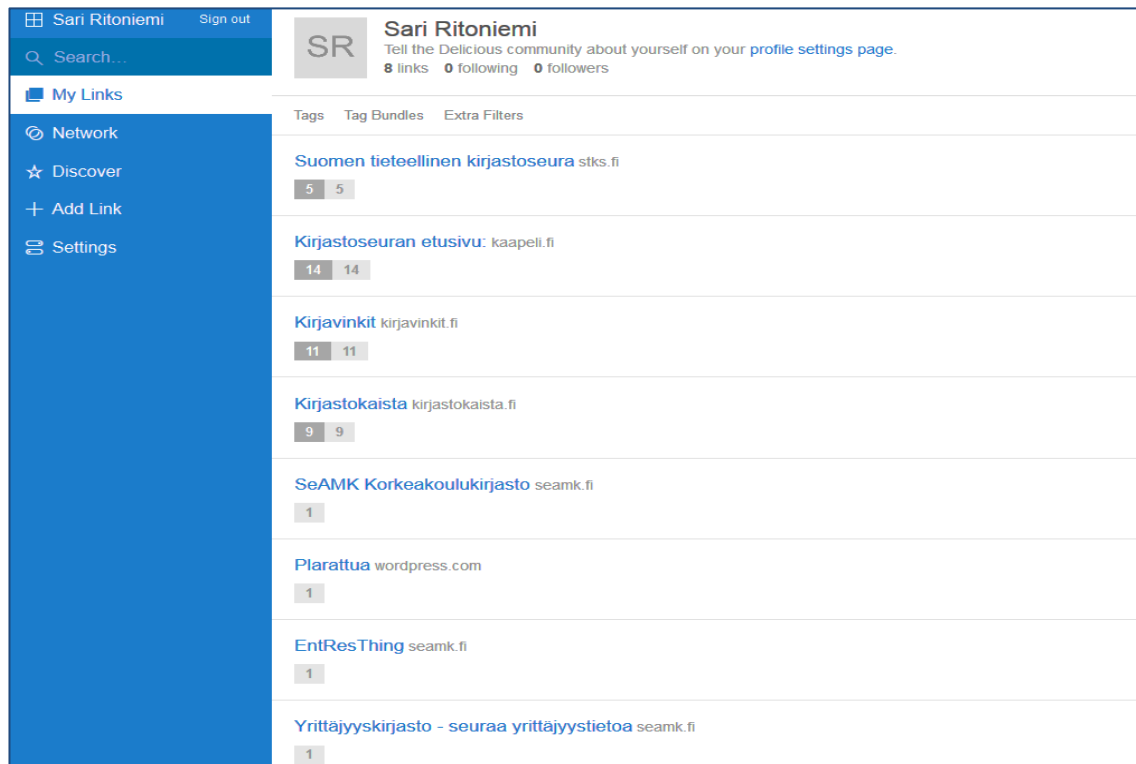 Sari Ritoniemi Sign out
Search...
My Links
Network
Discover
Add Link
Settings
SR
Sari Ritoniemi
Tell the Delicious community about yourself on your profile settings page.
8 links 0 following 0 followers
Tags Tag Bundles Extra Filters
Suomen tieteellinen kirjastoseura stks.fi
5 5
Kirjastoseuran etusivu: kaapeli.fi
14 14
Kirjavinkit kirjavinkit.fi
11 11
Kirjastokaista kirjastokaista.fi
9 9
SeAMK Korkeakoulukirjasto seamk.fi
1
Plarattua wordpress.com
1
EntResThing seamk.fi
1
Yrittäjyyskirjasto - seuraa yrittäjyystietoa seamk.fi
1